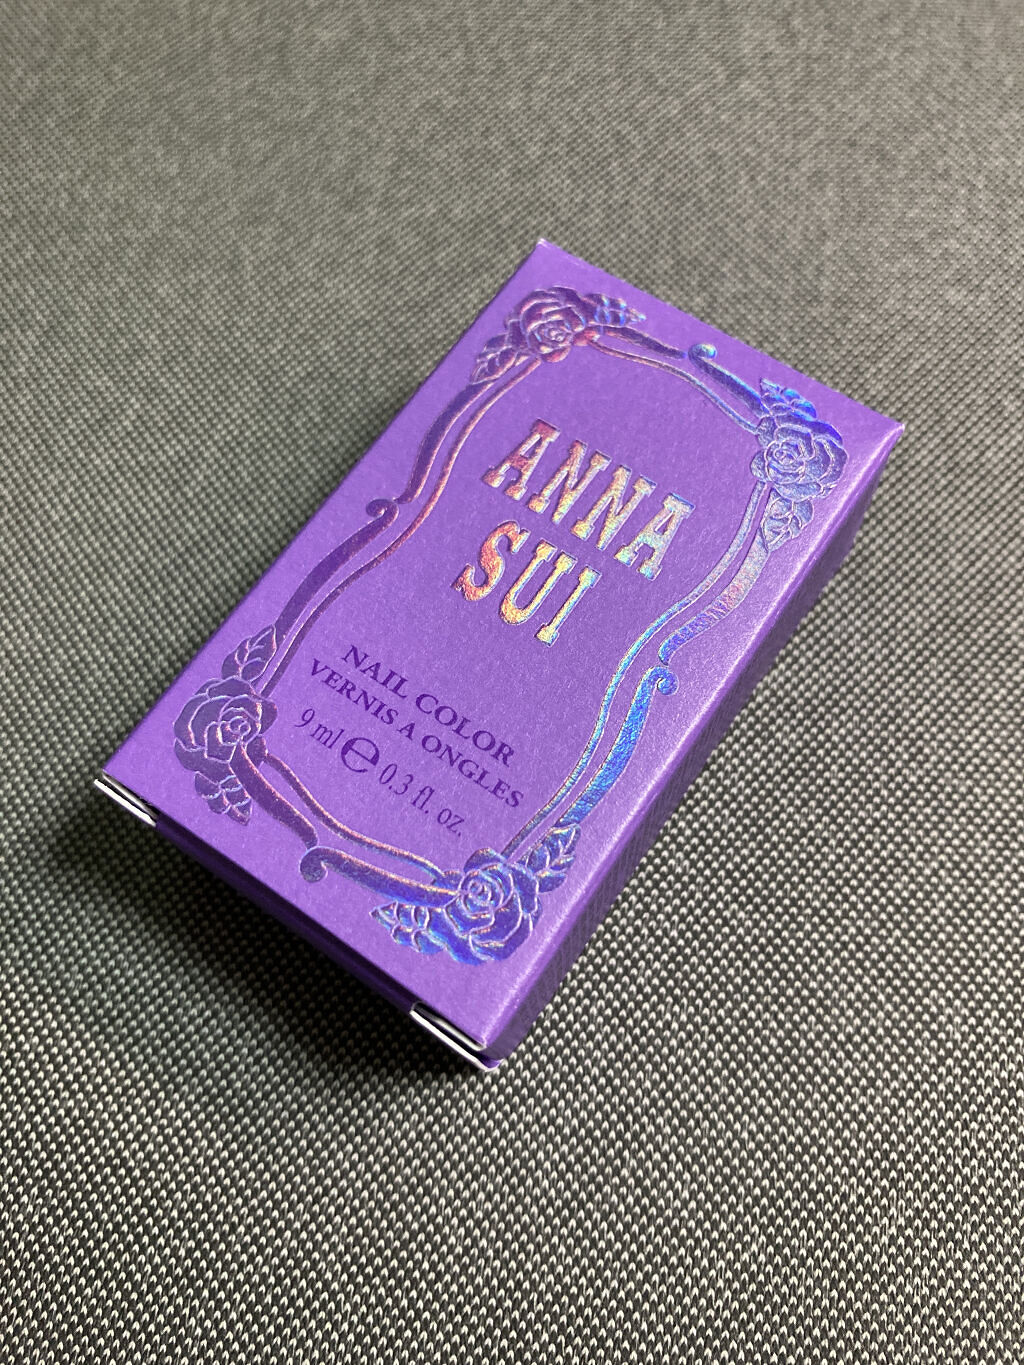 ANNA
SUI
NAIL COLOR
VERNIS A ONGLES
9 ml ℮ 0.3 fl. oz.